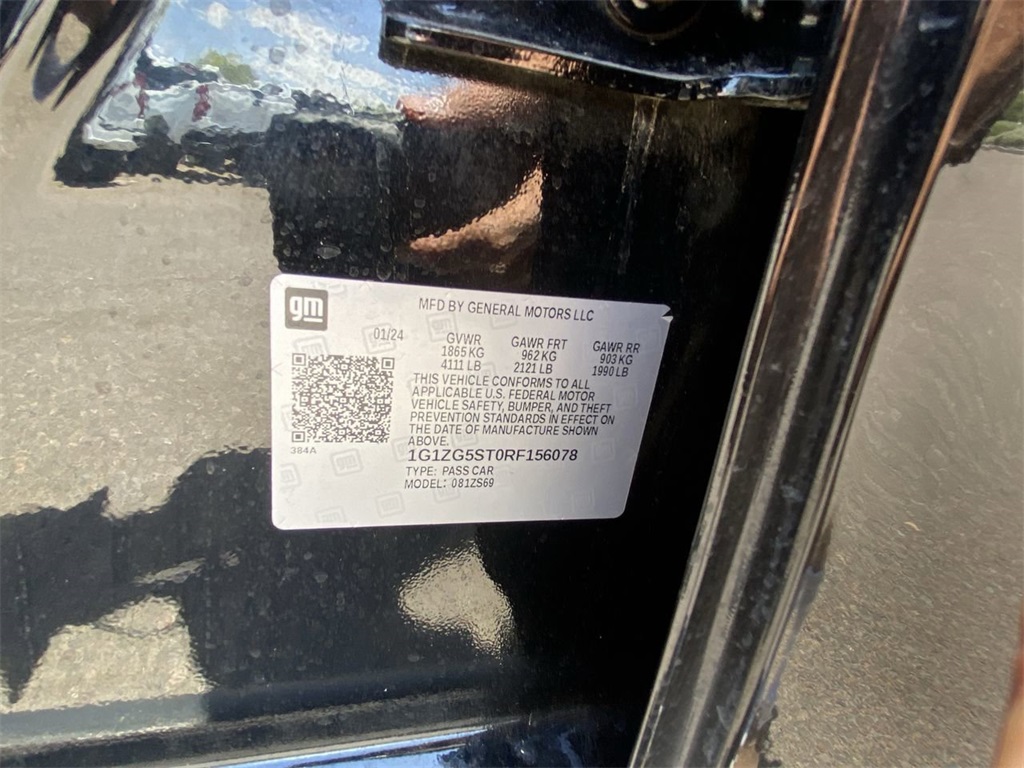 gm
MFD BY GENERAL MOTORS LLC
01/24
GVWR GAWR FRT GAWR RR
1865 KG 962 KG 903 KG
4111 LB 2121 LB 1990 LB
THIS VEHICLE CONFORMS TO ALL
APPLICABLE U.S. FEDERAL MOTOR
VEHICLE SAFETY, BUMPER, AND THEFT
PREVENTION STANDARDS IN EFFECT ON
THE DATE OF MANUFACTURE SHOWN
ABOVE.
384A
1G1ZG5ST0RF156078
TYPE: PASS CAR
MODEL: 081ZS69